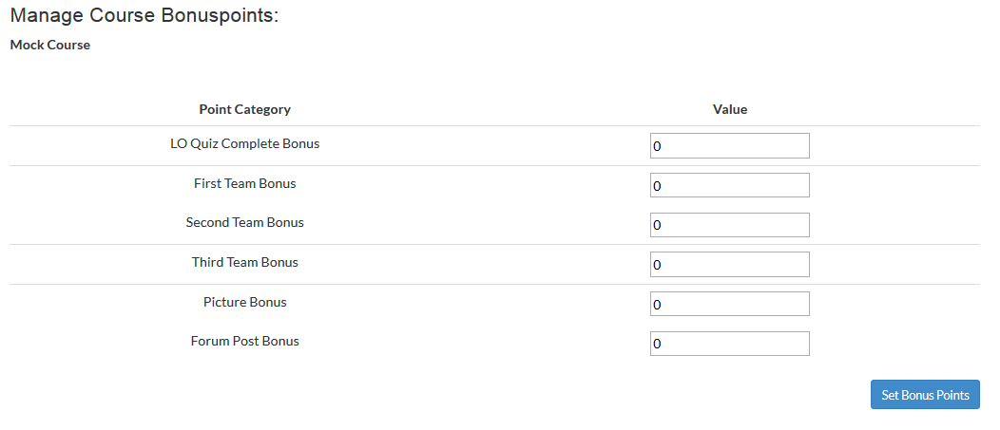 Manage Course Bonuspoints:
Mock Course
Point Category Value
LO Quiz Complete Bonus 0
First Team Bonus 0
Second Team Bonus 0
Third Team Bonus 0
Picture Bonus 0
Forum Post Bonus 0
Set Bonus Points